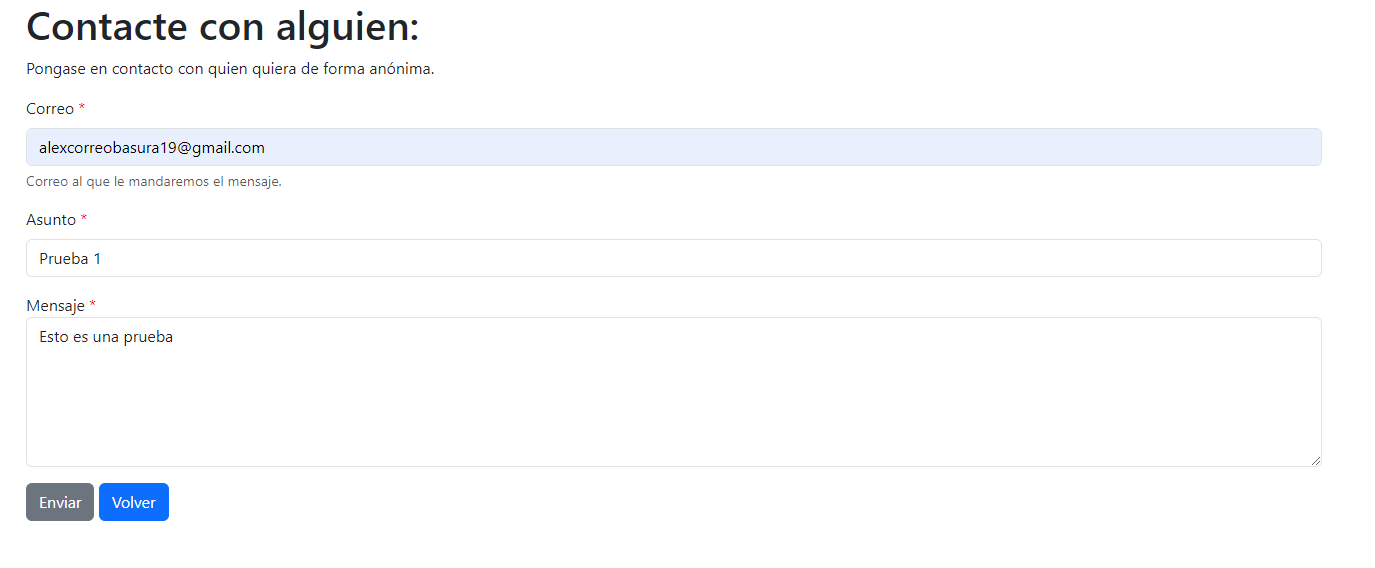 Contacte con alguien:
Pongase en contacto con quien quiera de forma anónima.
Correo *
alexcorreobasura19@gmail.com
Correo al que le mandaremos el mensaje.
Asunto *
Prueba 1
Mensaje *
Esto es una prueba
Enviar Volver